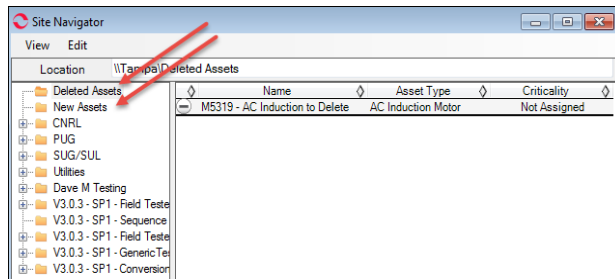 Site Navigator
View Edit
Location \\Tampa\Deleted Assets
Deleted Assets
New Assets
CNRL
PUG
SUG/SUL
Utilities
Dave M Testing
V3.0.3 - SP1 - Field Teste
V3.0.3 - SP1 - Sequence
V3.0.3 - SP1 - Field Teste
V3.0.3 - SP1 - GenericTes
V3.0.3 - SP1 - Conversion
Name Asset Type Criticality
M5319 - AC Induction to Delete AC Induction Motor Not Assigned